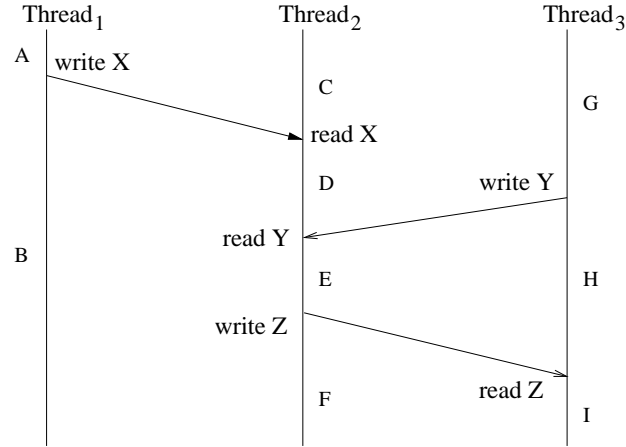 Thread1 Thread2 Thread3
A
write X
C
G
read X
D
write Y
read Y
B
E
H
write Z
read Z
F
I